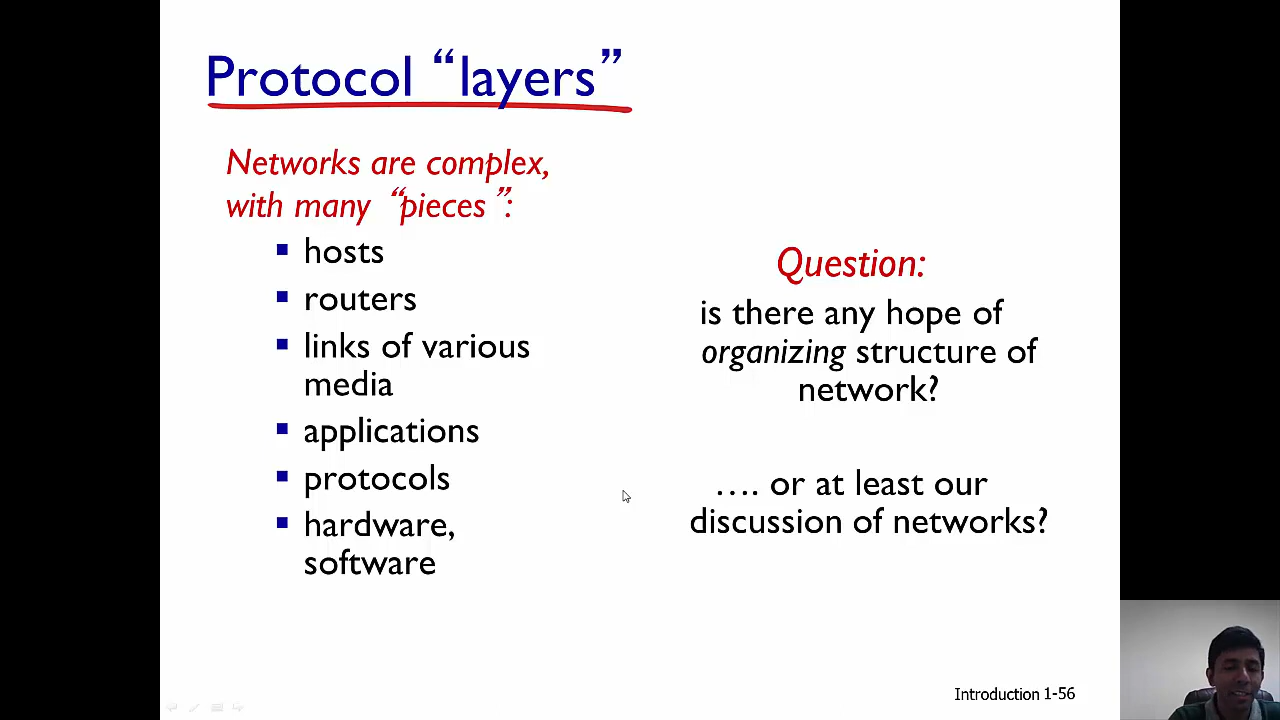 Protocol “layers”
Networks are complex,
with many “pieces”:
▪ hosts
▪ routers
▪ links of various
media
▪ applications
▪ protocols
▪ hardware,
software
Question:
is there any hope of
organizing structure of
network?
…. or at least our
discussion of networks?
Introduction 1-56